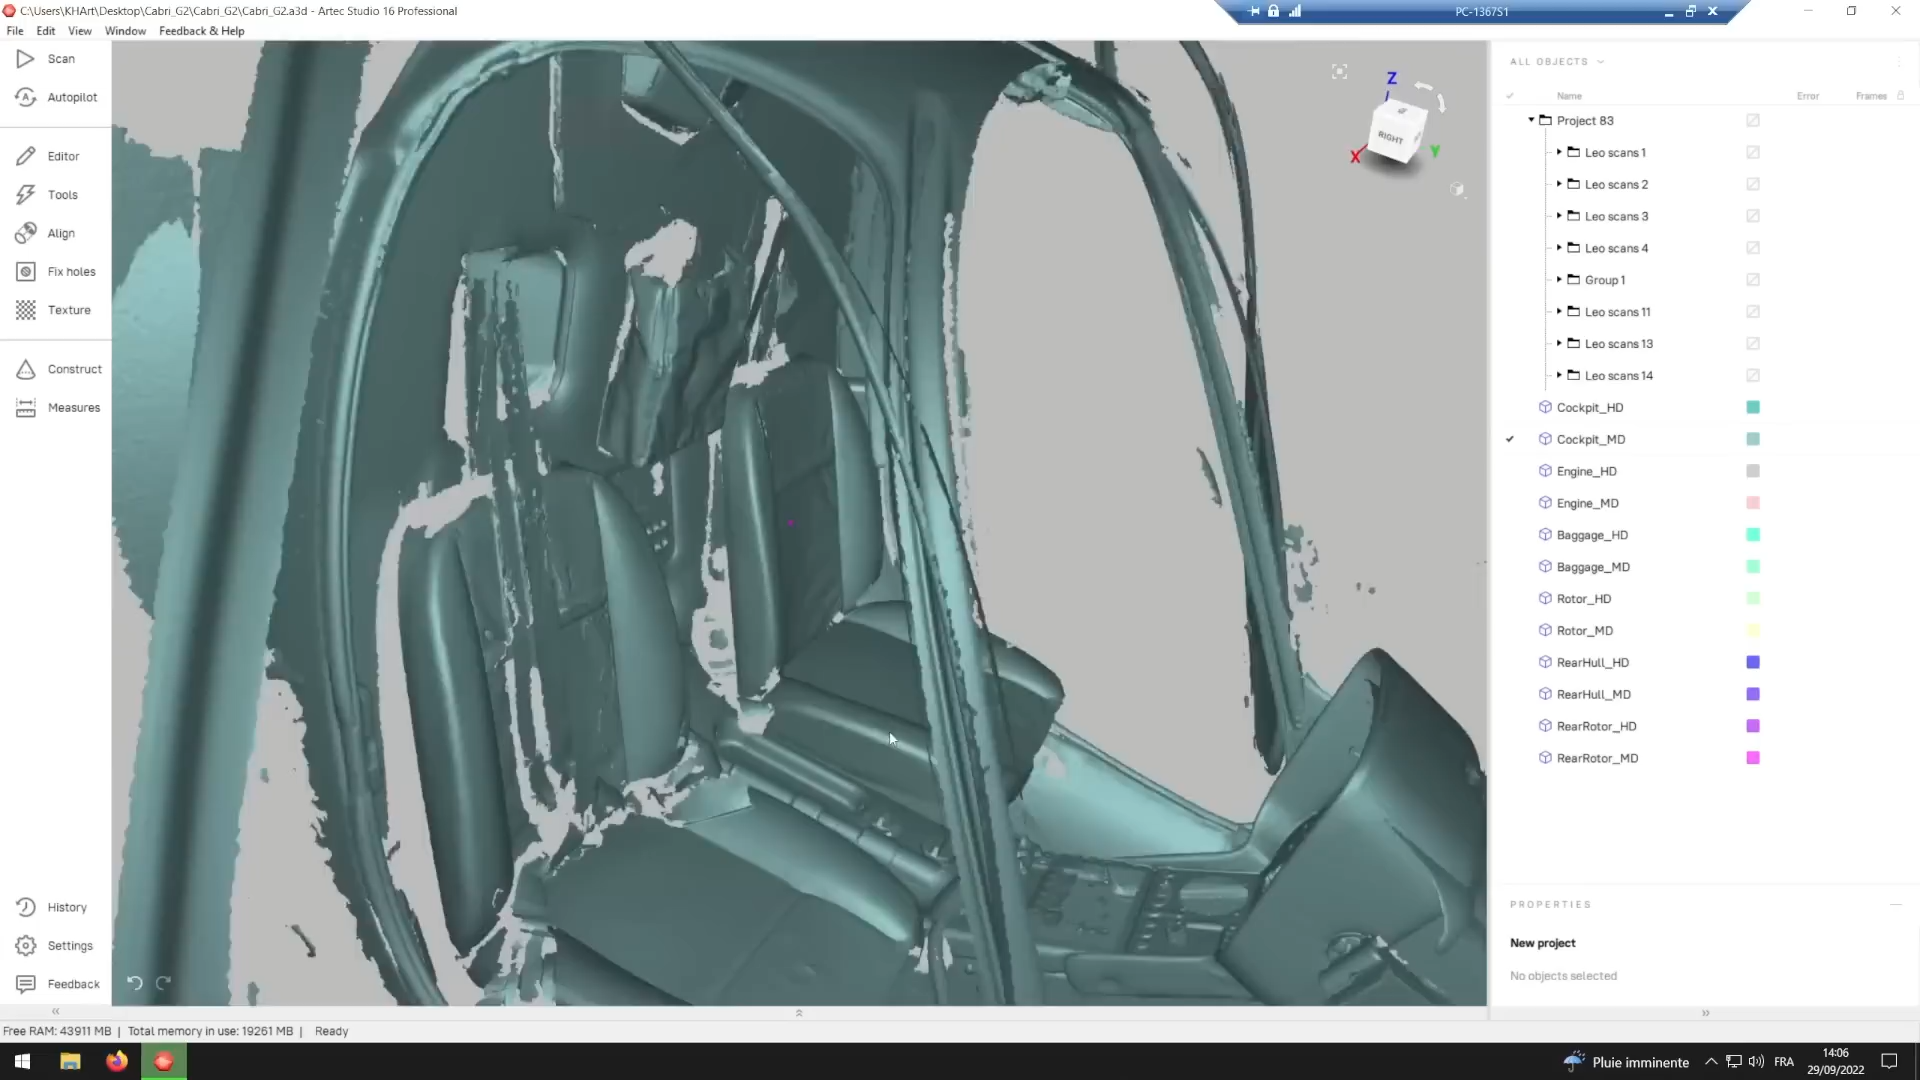 C:\Users\KHArt\Desktop\Cabri_G2\Cabri_G2\Cabri_G2.a3d - Artec Studio 16 Professional
PC-1367S1
File Edit View Window Feedback & Help
Scan
Autopilot
Editor
Tools
Align
Fix holes
Texture
Construct
Measures
History
Settings
Feedback
Z
RIGHT
X
Y
ALL OBJECTS
Name Error Frames
Project 83
Leo scans 1
Leo scans 2
Leo scans 3
Leo scans 4
Group 1
Leo scans 11
Leo scans 13
Leo scans 14
Cockpit_HD
Cockpit_MD
Engine_HD
Engine_MD
Baggage_HD
Baggage_MD
Rotor_HD
Rotor_MD
RearHull_HD
RearHull_MD
RearRotor_HD
RearRotor_MD
PROPERTIES
New project
No objects selected
Free RAM: 43911 MB | Total memory in use: 19261 MB | Ready
Pluie imminente
FRA
14:06
29/09/2022